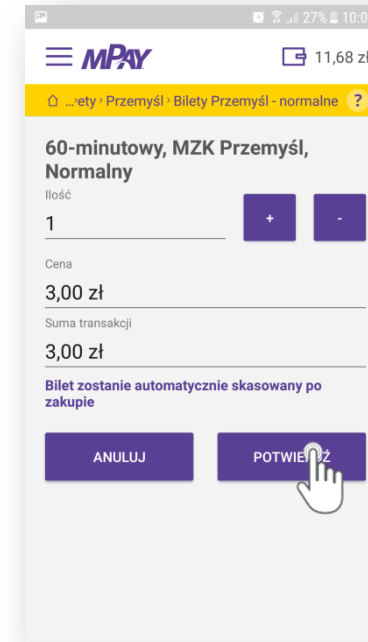 27% 10:0
mPAY 11,68 zł
...ety › Przemyśl › Bilety Przemyśl - normalne ?
60-minutowy, MZK Przemyśl,
Normalny
Ilość
1 + -
Cena
3,00 zł
Suma transakcji
3,00 zł
Bilet zostanie automatycznie skasowany po
zakupie
ANULUJ POTWIERDŹ